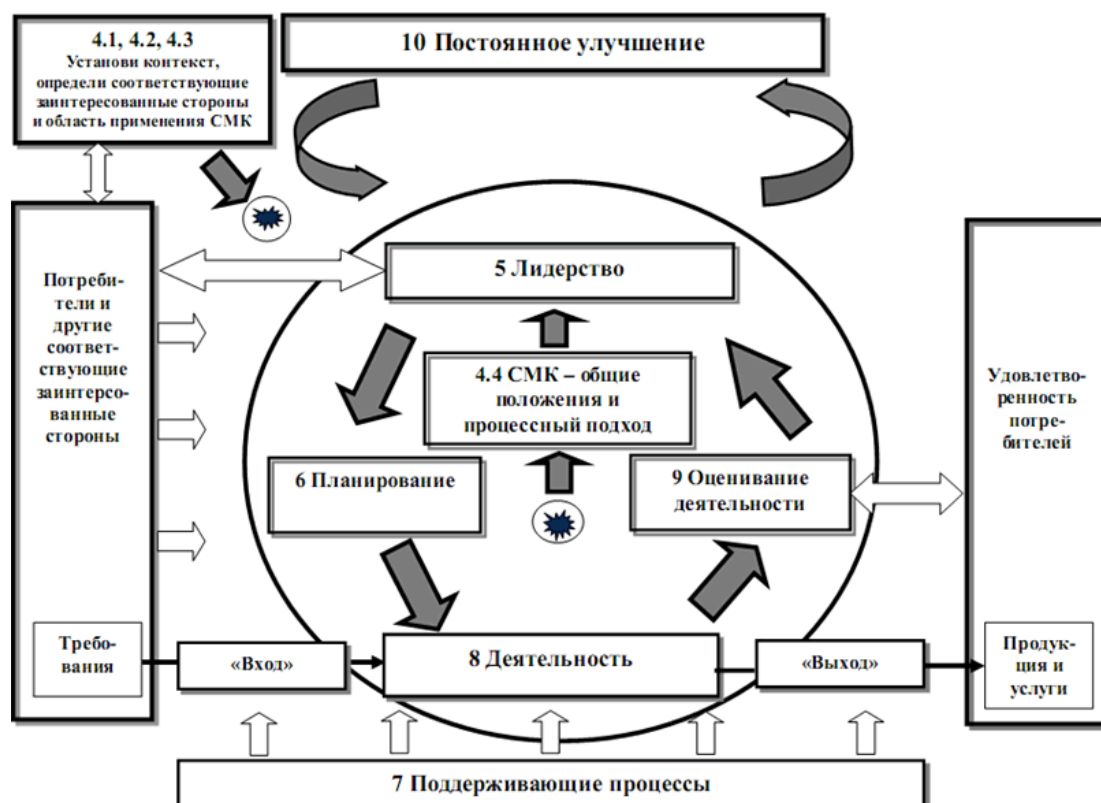 4.1, 4.2, 4.3
Установи контекст,
определи соответствующие
заинтересованные стороны
и область применения СМК
10 Постоянное улучшение
Потреби-
тели и
другие
соответ-
ствующие
заинтерсо-
ванные
стороны
5 Лидерство
4.4 СМК – общие
положения и
процессный подход
6 Планирование
9 Оценивание
деятельности
Удовлетво-
ренность
потре-
бителей
Требо-
вания
«Вход»
8 Деятельность
«Выход»
Продук-
ция и
услуги
7 Поддерживающие процессы